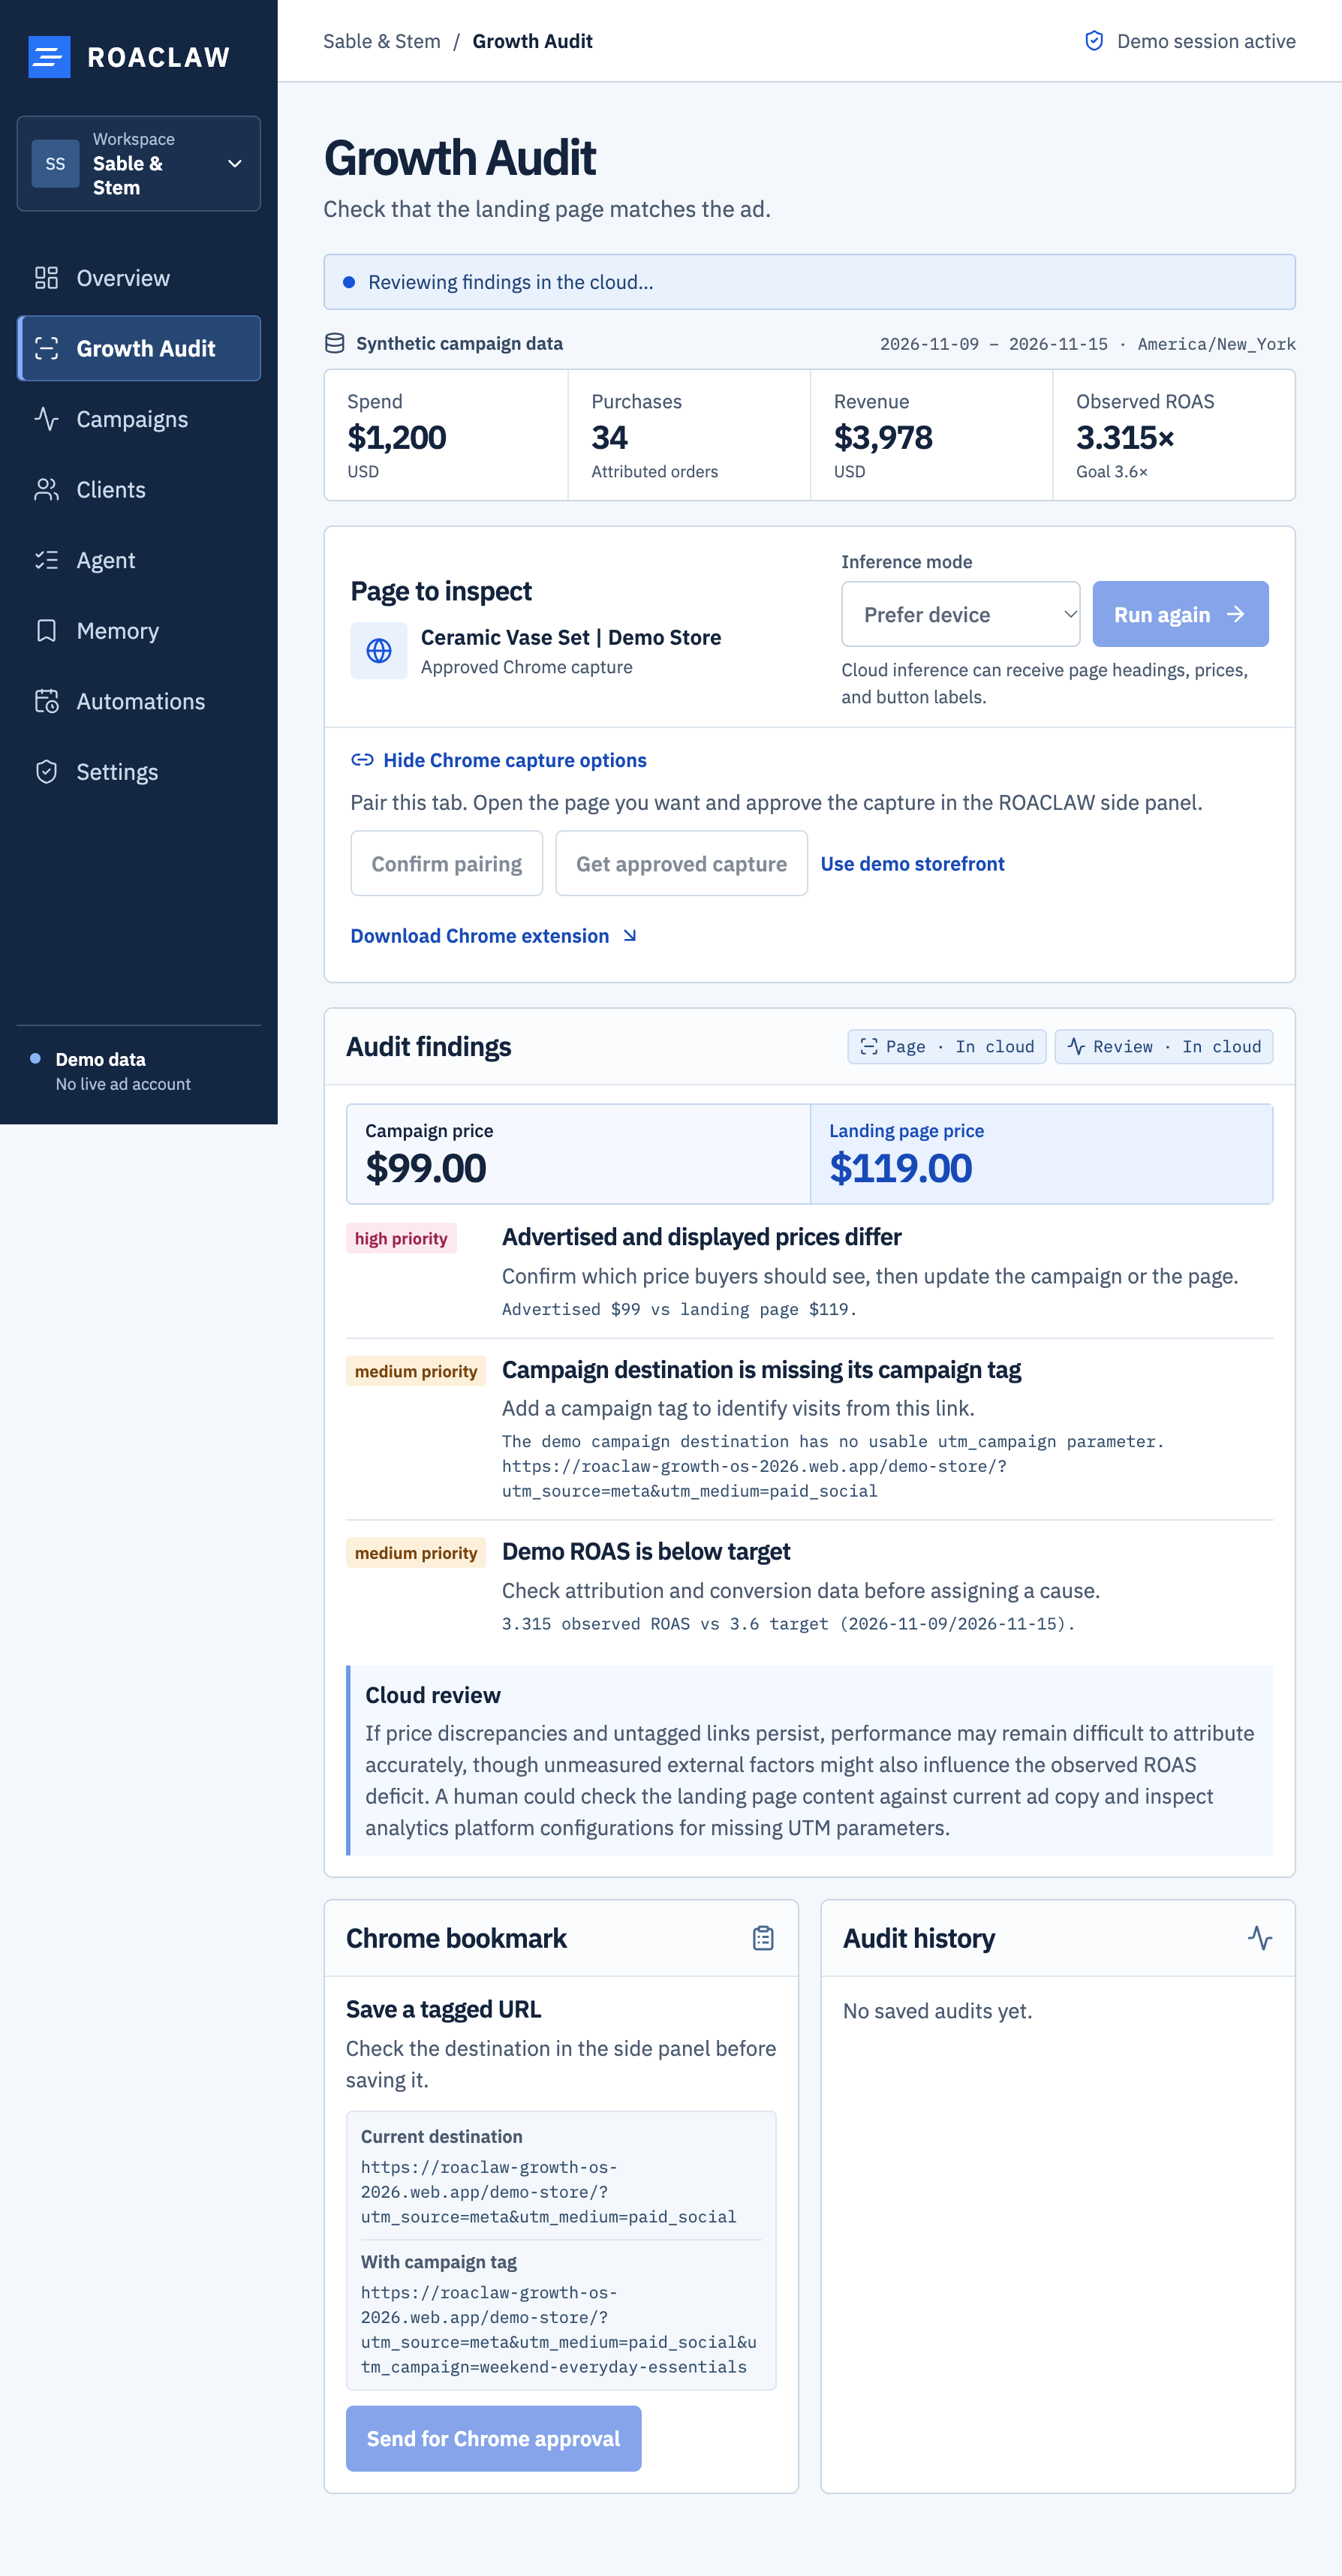 ROACLAW
SS
Workspace
Sable &
Stem
Overview
Growth Audit
Campaigns
Clients
Agent
Memory
Automations
Settings
Demo data
No live ad account
Sable & Stem / Growth Audit
Demo session active
Growth Audit
Check that the landing page matches the ad.
Reviewing findings in the cloud…
Synthetic campaign data
2026-11-09 – 2026-11-15 · America/New_York
Spend
$1,200
USD
Purchases
34
Attributed orders
Revenue
$3,978
USD
Observed ROAS
3.315×
Goal 3.6×
Page to inspect
Ceramic Vase Set | Demo Store
Approved Chrome capture
Inference mode
Prefer device
Run again
Cloud inference can receive page headings, prices,
and button labels.
Hide Chrome capture options
Pair this tab. Open the page you want and approve the capture in the ROACLAW side panel.
Confirm pairing
Get approved capture
Use demo storefront
Download Chrome extension
Audit findings
Page · In cloud
Review · In cloud
Campaign price
$99.00
Landing page price
$119.00
high priority
Advertised and displayed prices differ
Confirm which price buyers should see, then update the campaign or the page.
Advertised $99 vs landing page $119.
medium priority
Campaign destination is missing its campaign tag
Add a campaign tag to identify visits from this link.
The demo campaign destination has no usable utm_campaign parameter.
https://roaclaw-growth-os-2026.web.app/demo-store/?
utm_source=meta&utm_medium=paid_social
medium priority
Demo ROAS is below target
Check attribution and conversion data before assigning a cause.
3.315 observed ROAS vs 3.6 target (2026-11-09/2026-11-15).
Cloud review
If price discrepancies and untagged links persist, performance may remain difficult to attribute
accurately, though unmeasured external factors might also influence the observed ROAS
deficit. A human could check the landing page content against current ad copy and inspect
analytics platform configurations for missing UTM parameters.
Chrome bookmark
Save a tagged URL
Check the destination in the side panel before
saving it.
Current destination
https://roaclaw-growth-os-
2026.web.app/demo-store/?
utm_source=meta&utm_medium=paid_social
With campaign tag
https://roaclaw-growth-os-
2026.web.app/demo-store/?
utm_source=meta&utm_medium=paid_social&u
tm_campaign=weekend-everyday-essentials
Send for Chrome approval
Audit history
No saved audits yet.